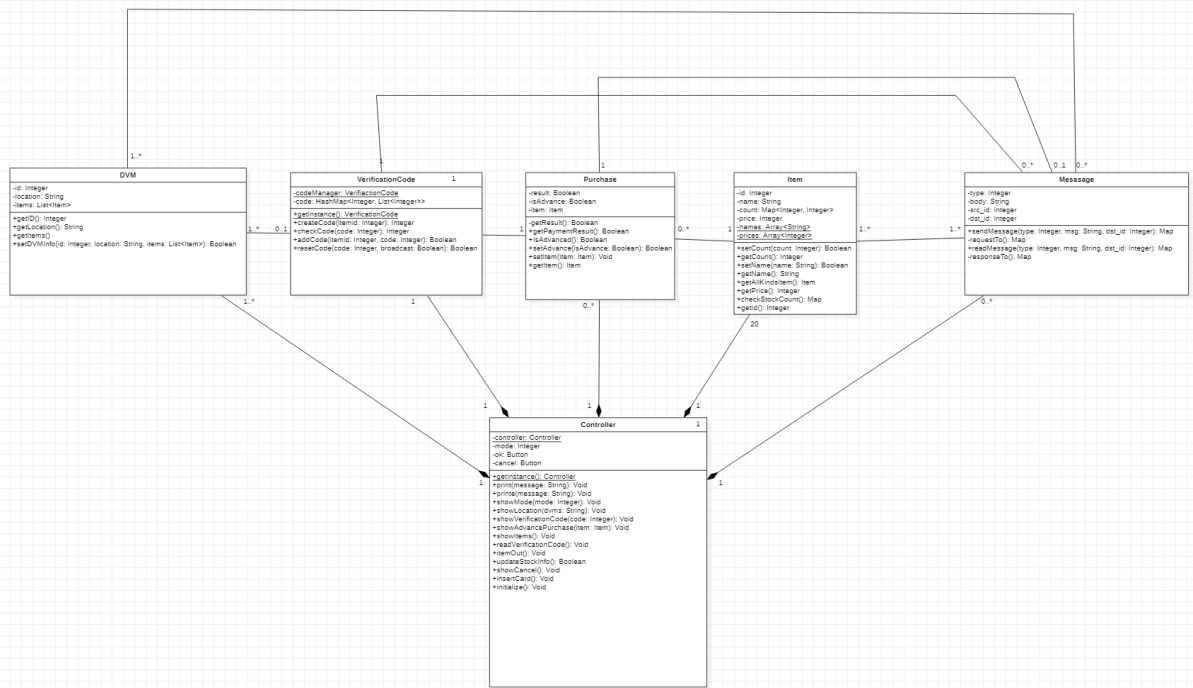 1..*
1
1
0..*
0..1
0..*
DVM
-id: Integer
-location: String
-items: List<Item>
+getID(): Integer
+getLocation(): String
+getItems()
+setDVMInfo(id: Integer, location: String, items: List<Item>): Boolean
1..*
0..1
1..*
VerificationCode
1
-codeManager: VerifiactionCode
-code: HashMap<Integer, List<Integer>>
+getInstance(): VerificationCode
+createCode(itemid: Integer): Integer
+checkCode(code: Integer): Integer
+addCode(itemid: Integer, code: Integer): Boolean
+resetCode(code: Integer, broadcast: Boolean): Boolean
1
1
Purchase
-result: Boolean
-isAdvance: Boolean
-item: Item
-getResult(): Boolean
+getPaymentResult(): Boolean
+isAdvanced(): Boolean
+setAdvance(isAdvance: Boolean): Boolean
+setItem(item: Item): Void
+getItem(): Item
0..*
1
0..*
Item
-id: Integer
-name: String
-count: Map<Integer, Integer>
-price: Integer
-names: Array<String>
-prices: Array<Integer>
+setCount(count: Integer): Boolean
+getCount(): Integer
+setName(name: String): Boolean
+getName(): String
+getAllKindsItem(): Item
+getPrice(): Integer
+checkStockCount(): Map
+getId(): Integer
1..*
1..*
20
Mesasage
-type: Integer
-body: String
-src_id: Integer
-dst_id: Integer
+sendMessage(type: Integer, msg: String, dst_id: Integer): Map
-requestTo(): Map
+readMessage(type: Integer, msg: String, dst_id: Integer): Map
-responseTo(): Map
0..*
1
1
1
1
1
Controller
1
-controller: Controller
-mode: Integer
-ok: Button
-cancel: Button
+getInstance(): Controller
+print(message: String): Void
+printe(message: String): Void
+showMode(mode: Integer): Void
+showLocation(dvms: String): Void
+showVerificationCode(code: Integer): Void
+showAdvancePurchase(item: Item): Void
+showItems(): Void
+readVerificationCode(): Void
+itemOut(): Void
+updateStockInfo(): Boolean
+showCancel(): Void
+insertCard(): Void
+initialize(): Void